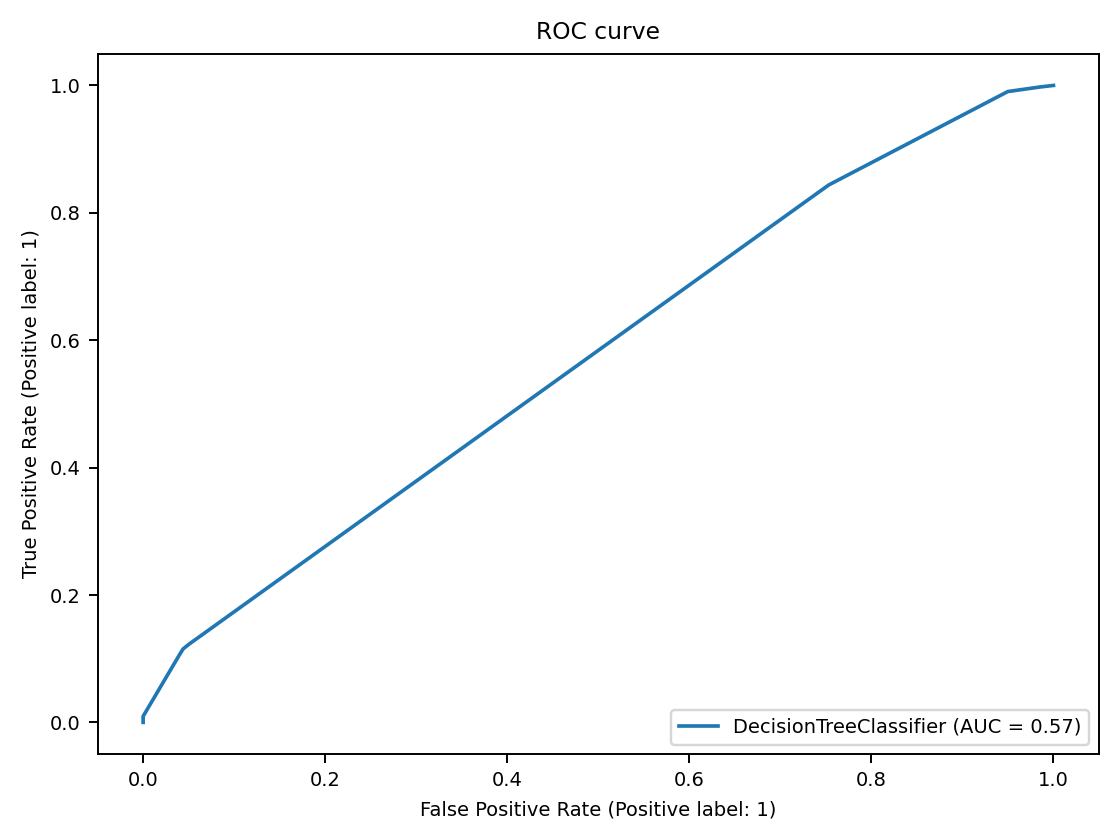 ROC curve
True Positive Rate (Positive label: 1)
1.0
0.8
0.6
0.4
0.2
0.0
DecisionTreeClassifier (AUC = 0.57)
0.0 0.2 0.4 0.6 0.8 1.0
False Positive Rate (Positive label: 1)